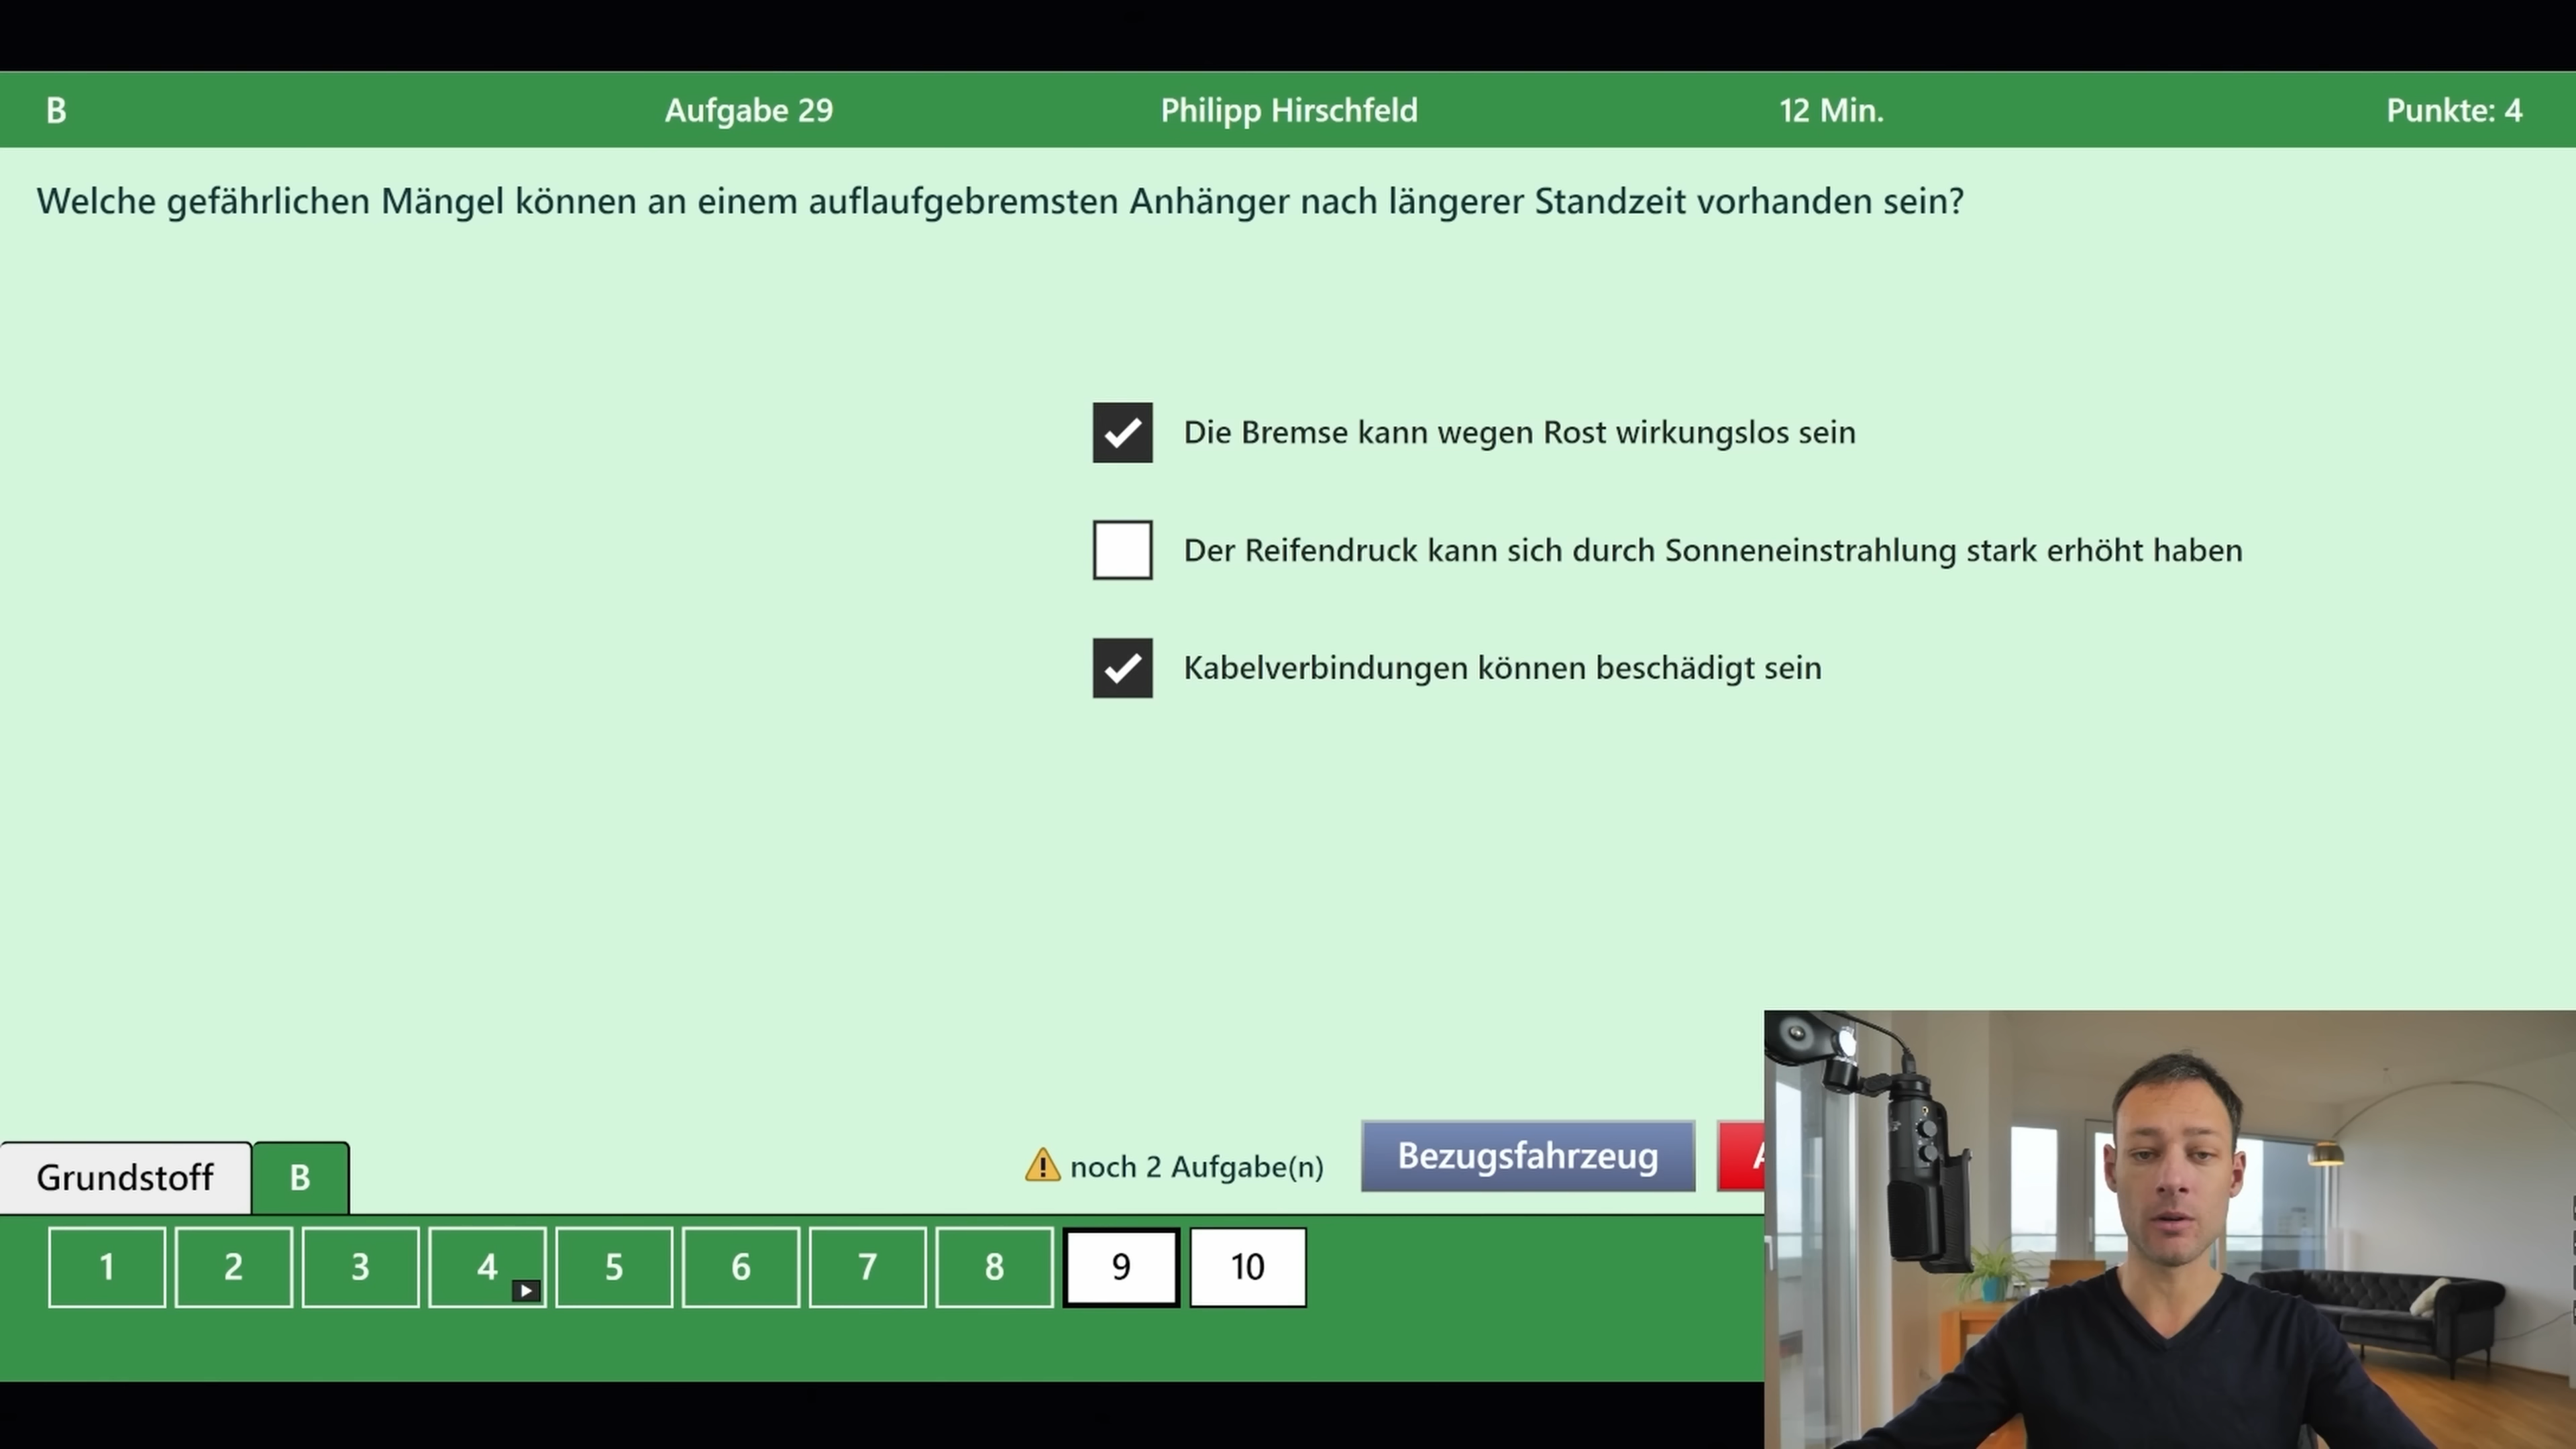 B Aufgabe 29 Philipp Hirschfeld 12 Min. Punkte: 4
Welche gefährlichen Mängel können an einem auflaufgebremsten Anhänger nach längerer Standzeit vorhanden sein?
Die Bremse kann wegen Rost wirkungslos sein
Der Reifendruck kann sich durch Sonneneinstrahlung stark erhöht haben
Kabelverbindungen können beschädigt sein
Grundstoff B noch 2 Aufgabe(n) Bezugsfahrzeug
1 2 3 4 5 6 7 8 9 10